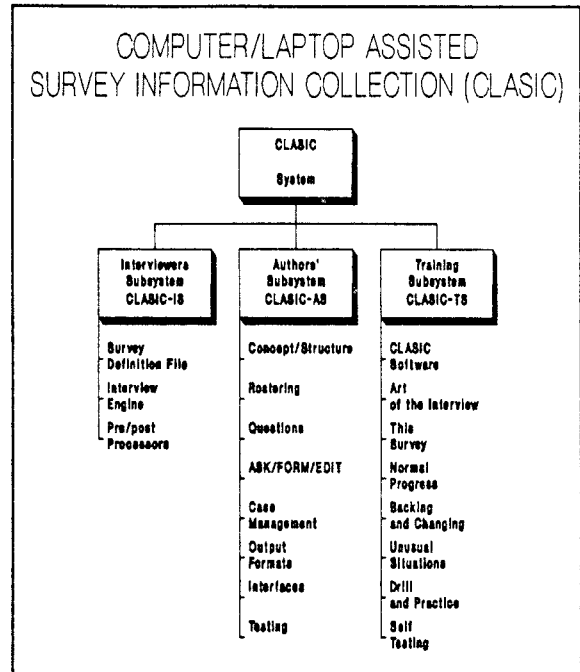 COMPUTER/LAPTOP ASSISTED
SURVEY INFORMATION COLLECTION (CLASIC)
CLASIC
System
Interviewers
Subsystem
CLASIC-IS
Survey
Definition File
Interview
Engine
Pre/post
Processors
Authors'
Subsystem
CLASIC-AS
Concept/Structure
Rostering
Questions
ASK/FORM/EDIT
Case
Management
Output
Formats
Interfaces
Testing
Training
Subsystem
CLASIC-TS
CLASIC
Software
Art
of the Interview
This
Survey
Normal
Progress
Backing
and Changing
Unusual
Situations
Drill
and Practice
Self
Testing